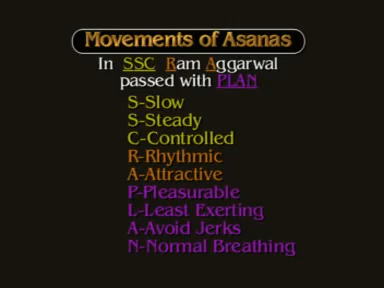 Movements of Asanas
In SSC Ram Aggarwal
passed with PLAN
S-Slow
S-Steady
C-Controlled
R-Rhythmic
A-Attractive
P-Pleasurable
L-Least Exerting
A-Avoid Jerks
N-Normal Breathing